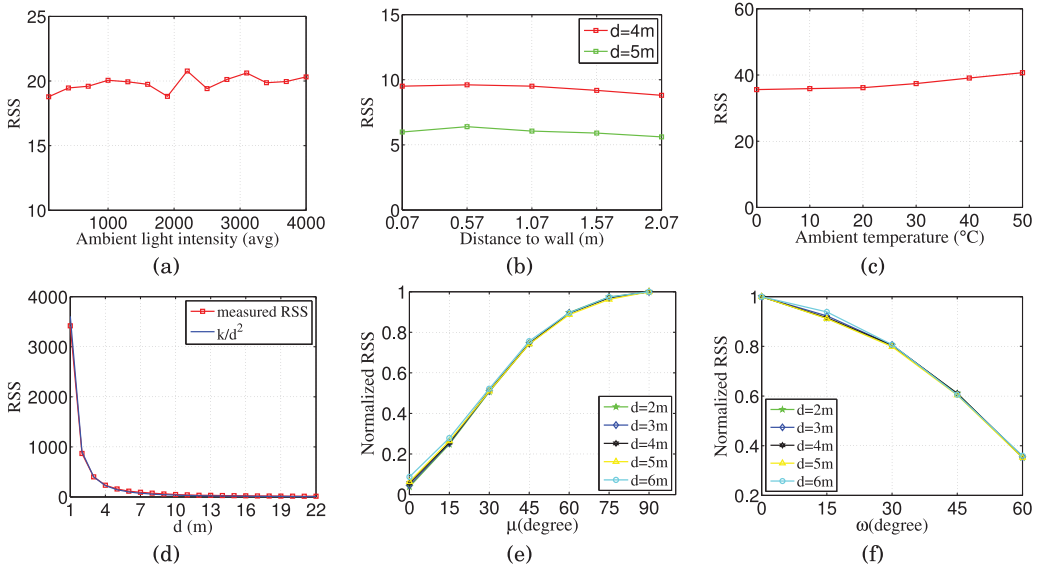 25
20
15
10
RSS
1000 2000 3000 4000
Ambient light intensity (avg)
(a)
15
10
5
0
RSS
d=4m
d=5m
0.07 0.57 1.07 1.57 2.07
Distance to wall (m)
(b)
60
40
20
0
RSS
0 10 20 30 40 50
Ambient temperature (°C)
(c)
4000
3000
2000
1000
0
RSS
measured RSS
k/d²
1 4 7 10 13 16 19 22
d (m)
(d)
1
0.8
0.6
0.4
0.2
0
Normalized RSS
d=2m
d=3m
d=4m
d=5m
d=6m
0 15 30 45 60 75 90
μ(degree)
(e)
1
0.8
0.6
0.4
0.2
Normalized RSS
d=2m
d=3m
d=4m
d=5m
d=6m
0 15 30 45 60
ω(degree)
(f)